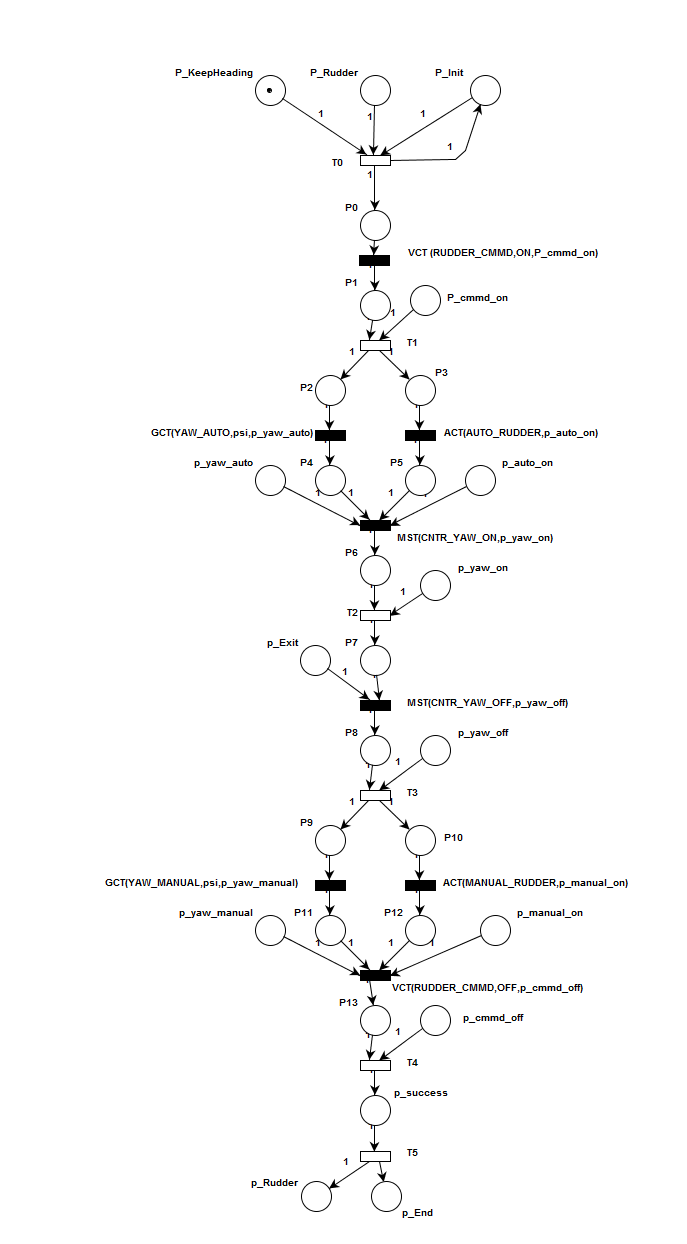 P_KeepHeading
P_Rudder
P_Init
1
1
1
1
T0
1
P0
VCT (RUDDER_CMMD,ON,P_cmmd_on)
P1
P_cmmd_on
1
T1
1
1
P2
P3
GCT(YAW_AUTO,psi,p_yaw_auto)
ACT(AUTO_RUDDER,p_auto_on)
p_yaw_auto
P4
P5
p_auto_on
1
1
1
MST(CNTR_YAW_ON,p_yaw_on)
P6
p_yaw_on
1
T2
p_Exit
P7
1
MST(CNTR_YAW_OFF,p_yaw_off)
P8
p_yaw_off
1
T3
1
1
P9
P10
GCT(YAW_MANUAL,psi,p_yaw_manual)
ACT(MANUAL_RUDDER,p_manual_on)
p_yaw_manual
P11
P12
p_manual_on
1
1
1
1
VCT(RUDDER_CMMD,OFF,p_cmmd_off)
P13
p_cmmd_off
1
T4
p_success
T5
1
p_Rudder
p_End